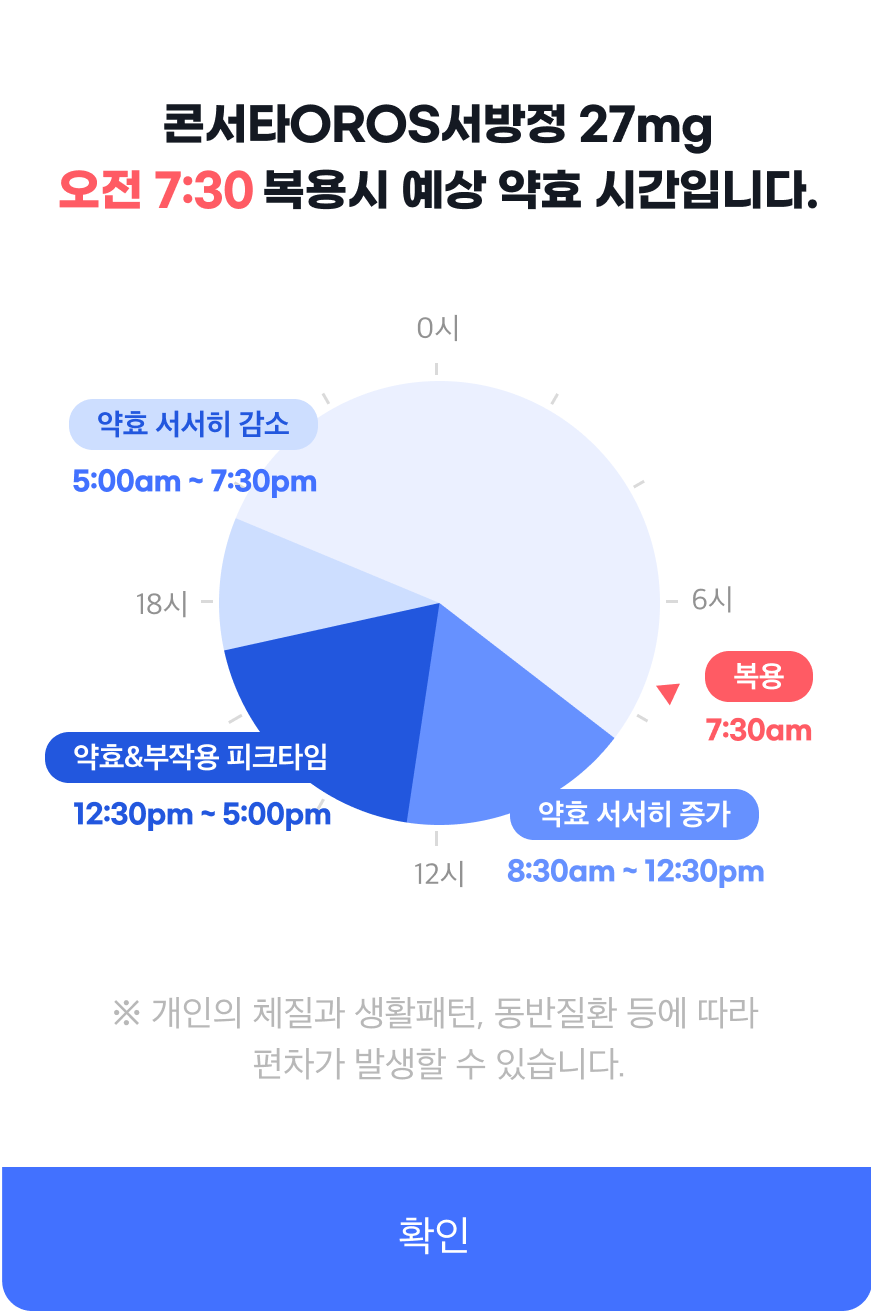 콘서타OROS서방정 27mg
오전 7:30 복용시 예상 약효 시간입니다.
0시
약효 서서히 감소
5:00am ~ 7:30pm
18시
6시
복용
7:30am
약효&부작용 피크타임
12:30pm ~ 5:00pm
약효 서서히 증가
8:30am ~ 12:30pm
12시
※ 개인의 체질과 생활패턴, 동반질환 등에 따라
편차가 발생할 수 있습니다.
확인